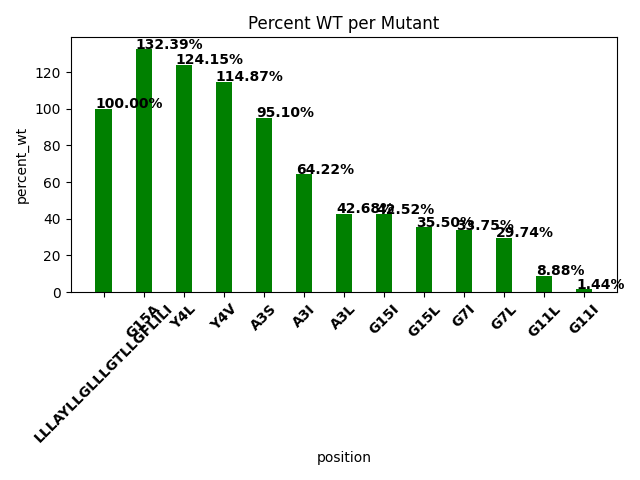 Percent WT per Mutant
percent_wt
120
100
80
60
40
20
0
100.00%
132.39%
124.15%
114.87%
95.10%
64.22%
42.68%
42.52%
35.50%
33.75%
29.74%
8.88%
1.44%
LLLAYLLGLLLGTLLGFLILI
G15A
Y4L
Y4V
A3S
A3I
A3L
G15I
G15L
G7I
G7L
G11L
G11I
position